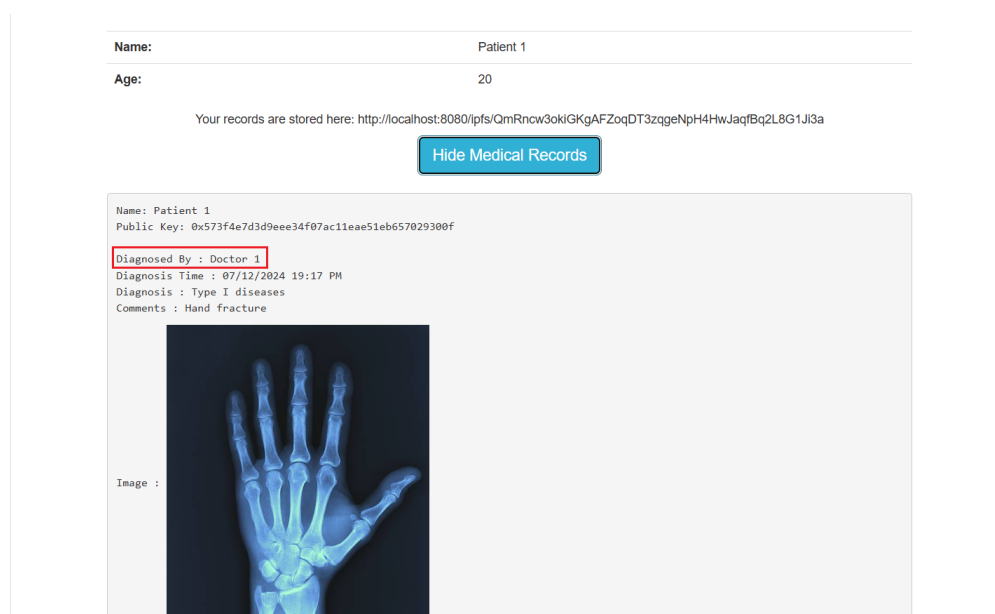 Name: Patient 1
Age: 20
Your records are stored here: http://localhost:8080/ipfs/QmRncw3okiGKgAFZoqDT3zqgeNpH4HwJaqfBq2L8G1Ji3a
Hide Medical Records
Name: Patient 1
Public Key: 0x573f4e7d3d9eee34f07ac11eae51eb657029300f
Diagnosed By : Doctor 1
Diagnosis Time : 07/12/2024 19:17 PM
Diagnosis : Type I diseases
Comments : Hand fracture
Image :